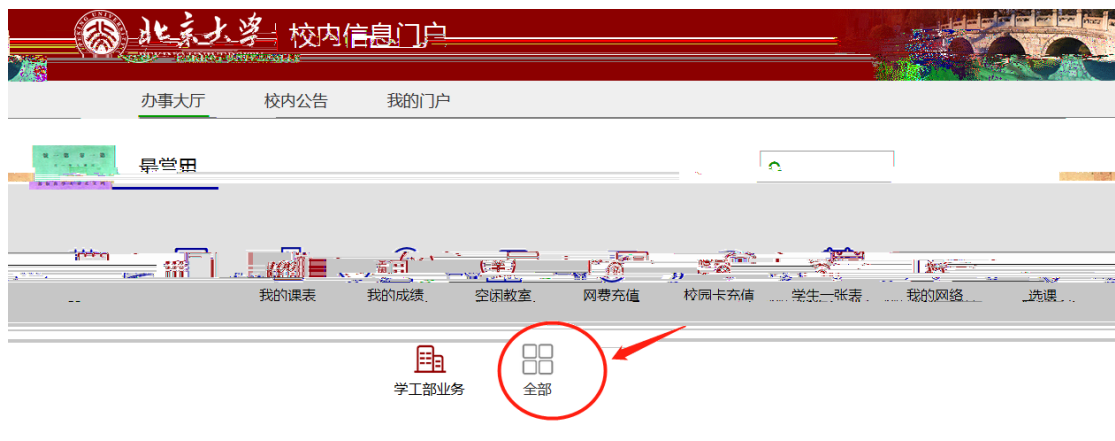 北京大学 校内信息门户
办事大厅 校内公告 我的门户
最常用
我的课表 我的成绩 空闲教室 网费充值 校园卡充值 学生一张表 我的网络 选课
学工部业务 全部